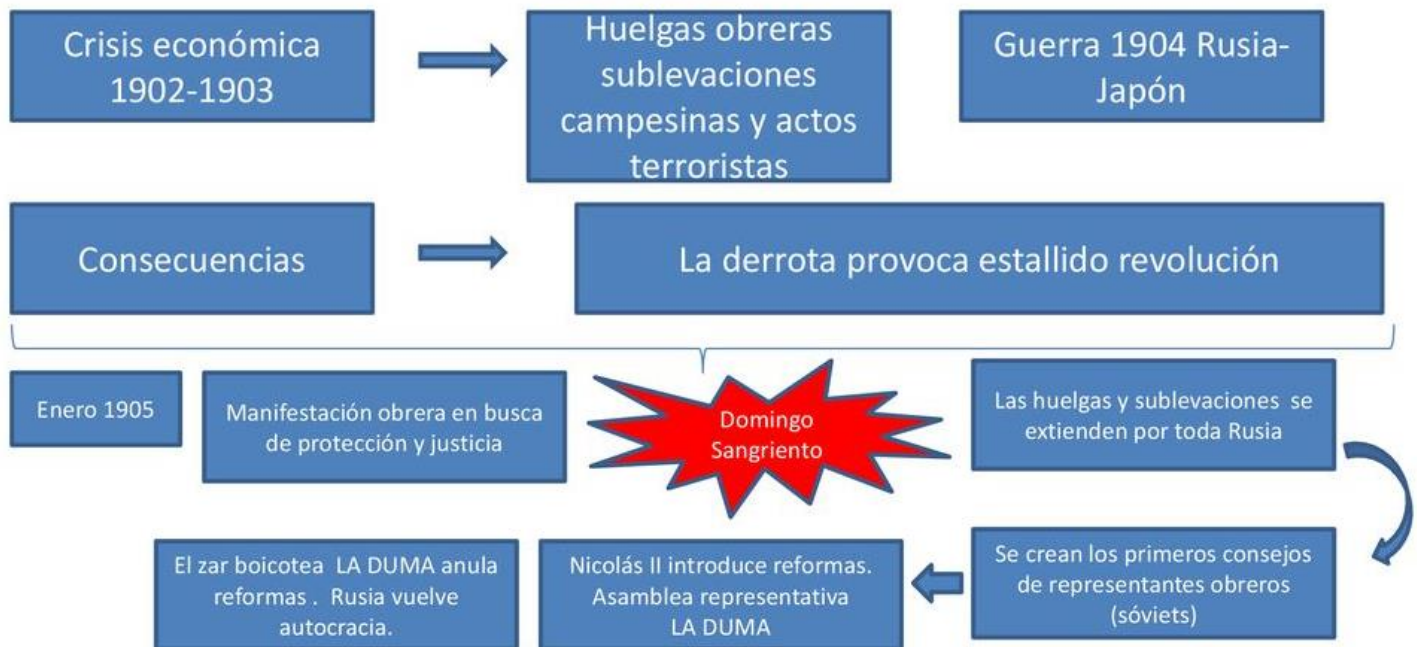 Crisis económica
1902-1903
Huelgas obreras
sublevaciones
campesinas y actos
terroristas
Guerra 1904 Rusia-
Japón
Consecuencias
La derrota provoca estallido revolución
Enero 1905
Manifestación obrera en busca
de protección y justicia
Domingo
Sangriento
Las huelgas y sublevaciones se
extienden por toda Rusia
Se crean los primeros consejos
de representantes obreros
(sóviets)
Nicolás II introduce reformas.
Asamblea representativa
LA DUMA
El zar boicotea LA DUMA anula
reformas . Rusia vuelve
autocracia.